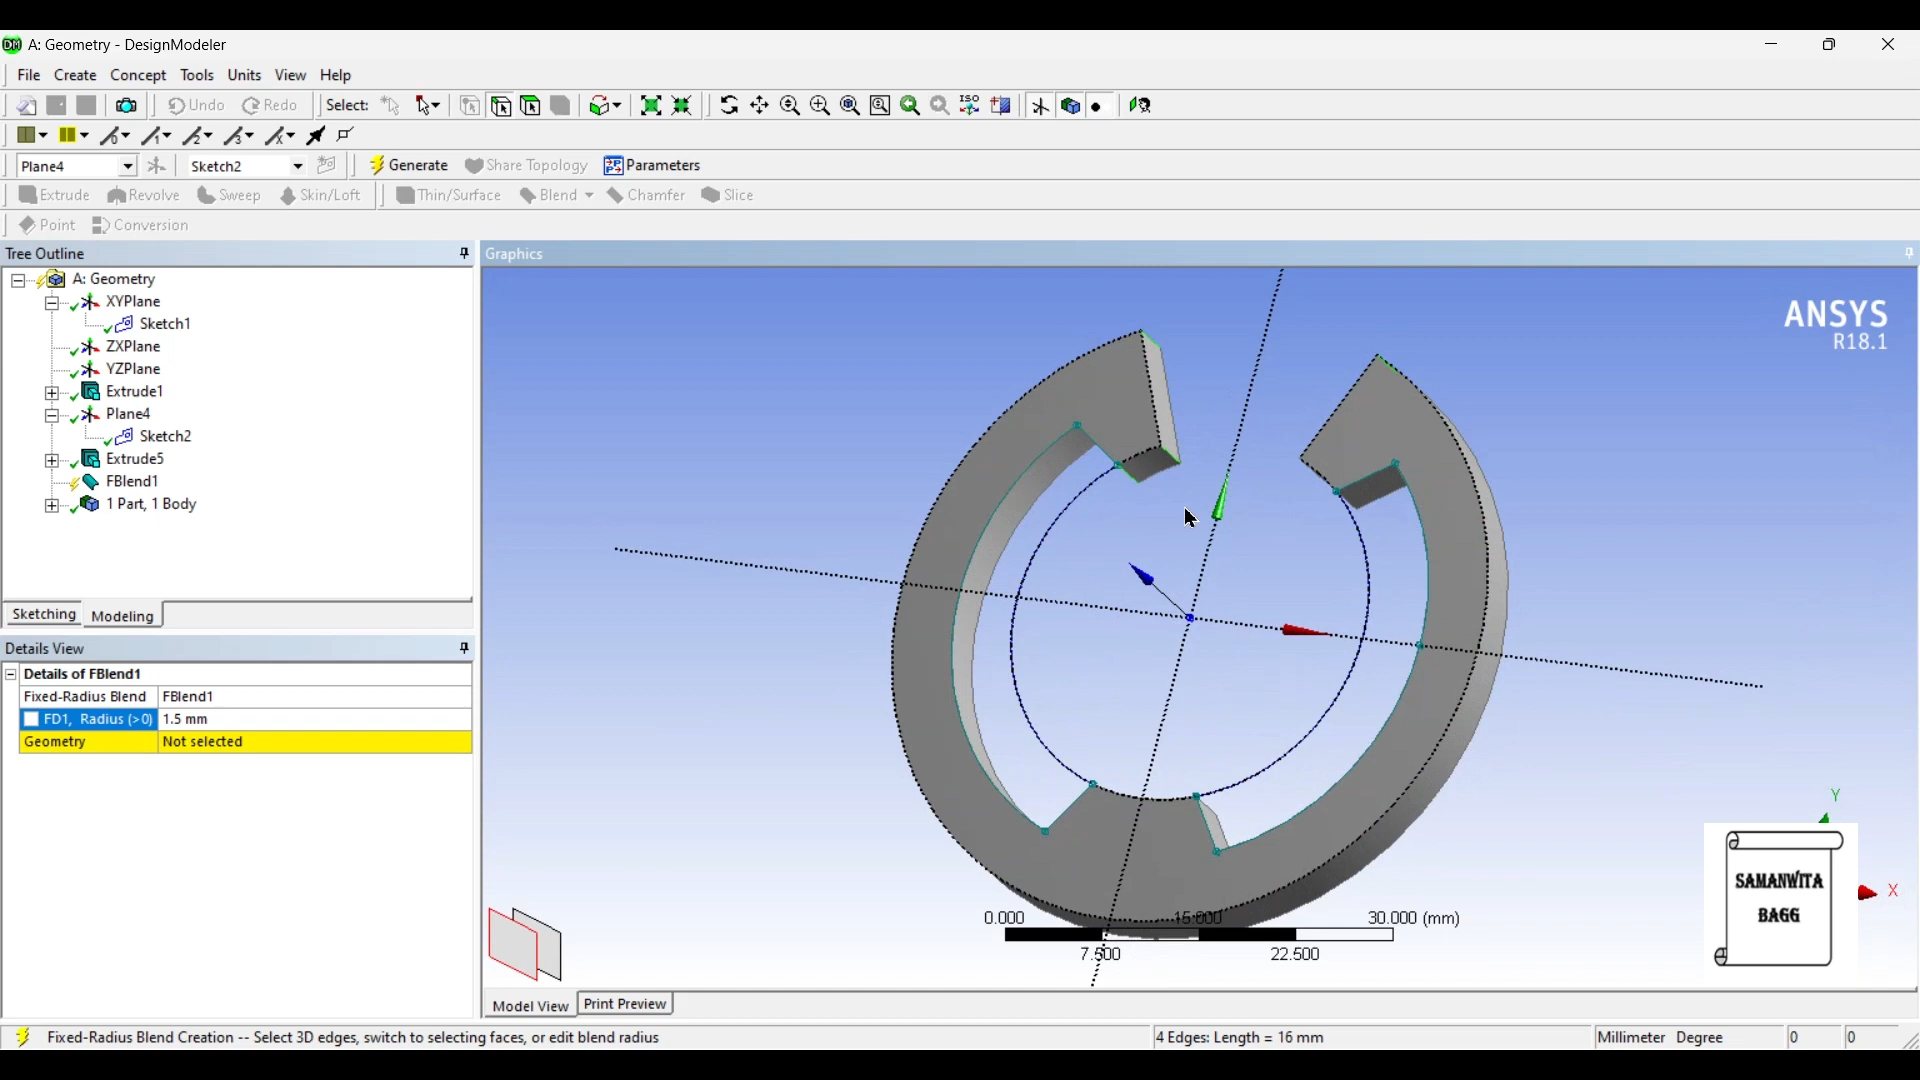 A: Geometry - DesignModeler
File Create Concept Tools Units View Help
Undo Redo Select: ISO
Plane4 Sketch2 Generate Share Topology Parameters
Extrude Revolve Sweep Skin/Loft Thin/Surface Blend Chamfer Slice
Point Conversion
Tree Outline
Graphics
A: Geometry
XYPlane
Sketch1
ZXPlane
YZPlane
Extrude1
Plane4
Sketch2
Extrude5
FBlend1
1 Part, 1 Body
Sketching Modeling
Details View
Details of FBlend1
Fixed-Radius Blend FBlend1
FD1, Radius (>0) 1.5 mm
Geometry Not selected
ANSYS
R18.1
Y
X
SAMANWITA
BAGG
0.000 15.000 30.000 (mm)
7.500 22.500
Model View Print Preview
Fixed-Radius Blend Creation -- Select 3D edges, switch to selecting faces, or edit blend radius 4 Edges: Length = 16 mm Millimeter Degree 0 0